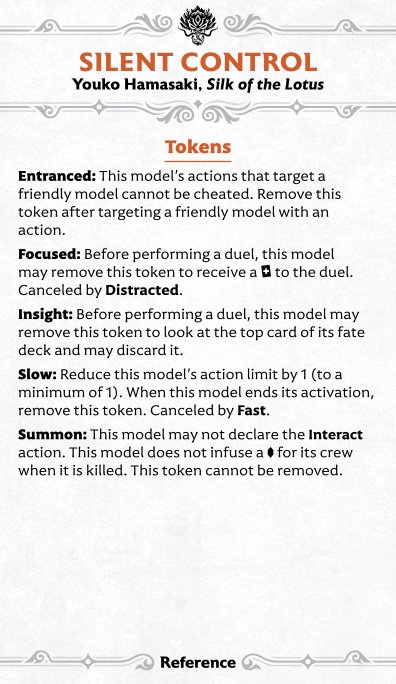 SILENT CONTROL
Youko Hamasaki, Silk of the Lotus
Tokens
Entranced: This model's actions that target a
friendly model cannot be cheated. Remove this
token after targeting a friendly model with an
action.
Focused: Before performing a duel, this model
may remove this token to receive a + to the duel.
Canceled by Distracted.
Insight: Before performing a duel, this model may
remove this token to look at the top card of its fate
deck and may discard it.
Slow: Reduce this model's action limit by 1 (to a
minimum of 1). When this model ends its activation,
remove this token. Canceled by Fast.
Summon: This model may not declare the Interact
action. This model does not infuse a for its crew
when it is killed. This token cannot be removed.
Reference